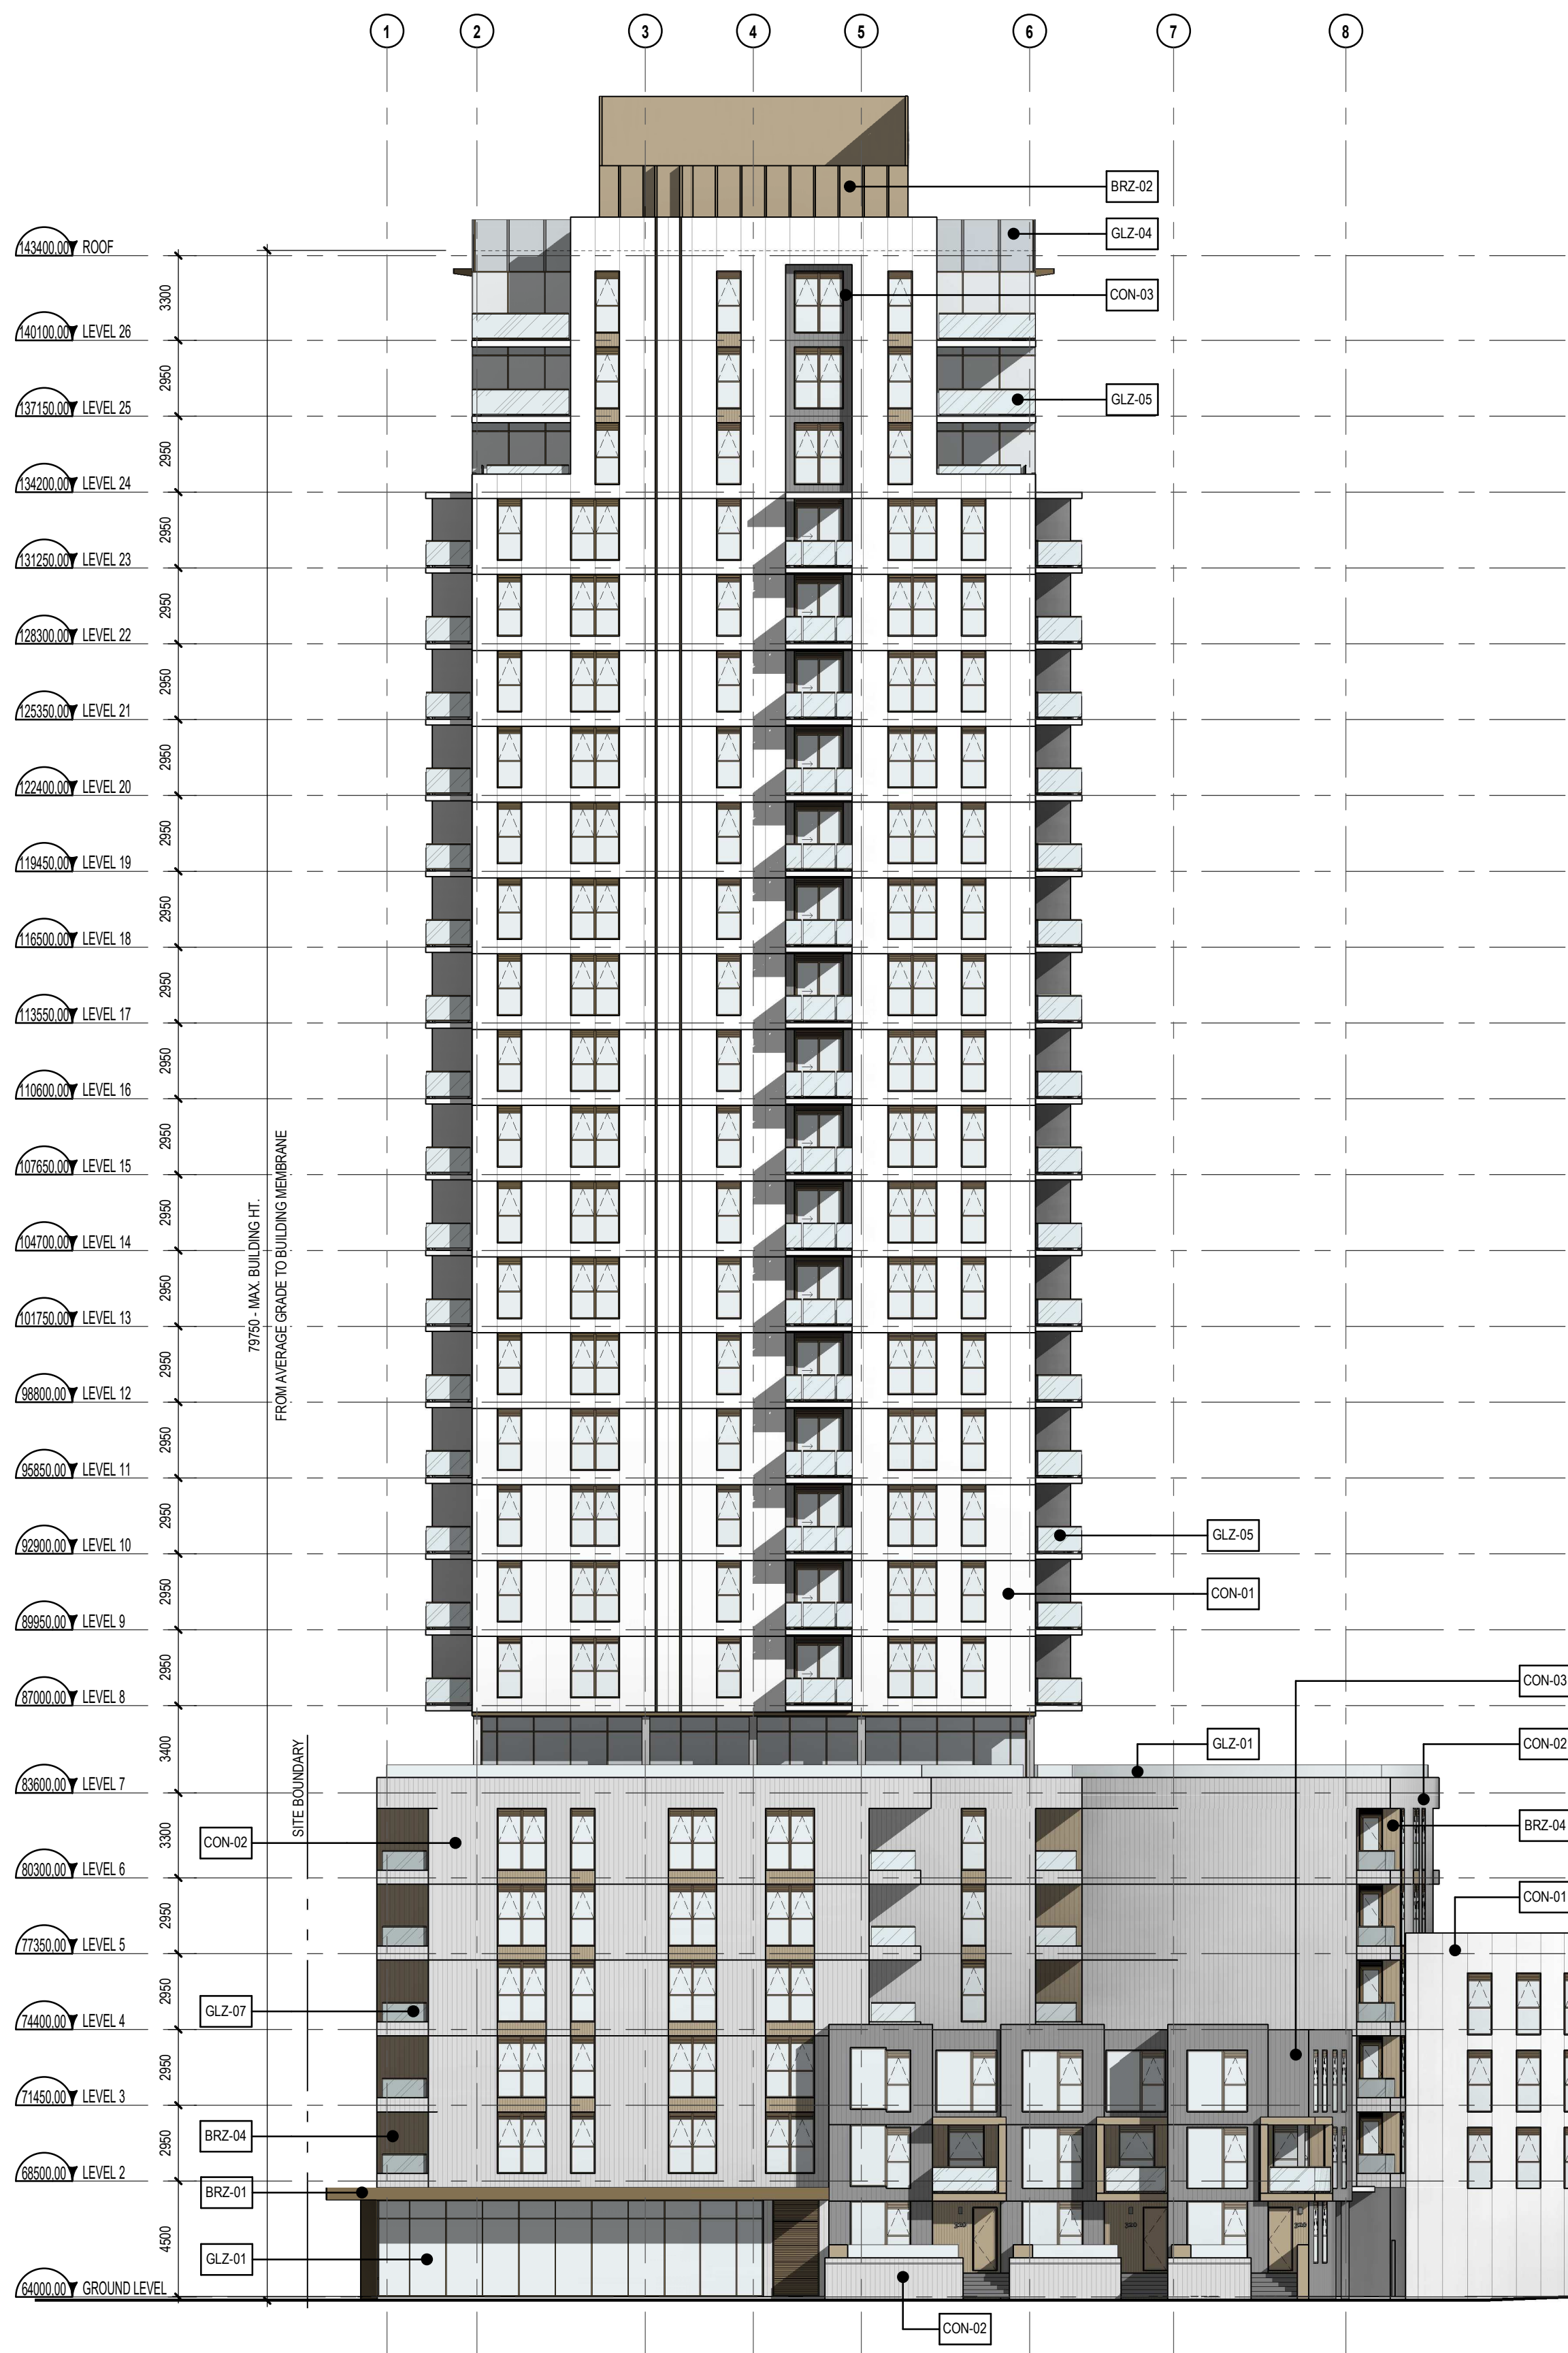 1 2 3 4 5 6 7 8
BRZ-02
GLZ-04
143400.00 ROOF
3300
CON-03
140100.00 LEVEL 26
2950
GLZ-05
137150.00 LEVEL 25
2950
134200.00 LEVEL 24
2950
131250.00 LEVEL 23
2950
128300.00 LEVEL 22
2950
125350.00 LEVEL 21
2950
122400.00 LEVEL 20
2950
119450.00 LEVEL 19
2950
116500.00 LEVEL 18
2950
113550.00 LEVEL 17
2950
110600.00 LEVEL 16
2950
107650.00 LEVEL 15
2950
104700.00 LEVEL 14
2950
101750.00 LEVEL 13
2950
98800.00 LEVEL 12
2950
95850.00 LEVEL 11
2950
92900.00 LEVEL 10
2950
89950.00 LEVEL 9
2950
87000.00 LEVEL 8
3400
83600.00 LEVEL 7
3300
80300.00 LEVEL 6
2950
77350.00 LEVEL 5
2950
74400.00 LEVEL 4
2950
71450.00 LEVEL 3
2950
68500.00 LEVEL 2
4500
64000.00 GROUND LEVEL
79750 - MAX. BUILDING HT.
FROM AVERAGE GRADE TO BUILDING MEMBRANE
SITE BOUNDARY
GLZ-05
CON-01
CON-03
GLZ-01
CON-02
BRZ-04
CON-01
CON-02
GLZ-07
BRZ-04
BRZ-01
GLZ-01
CON-02